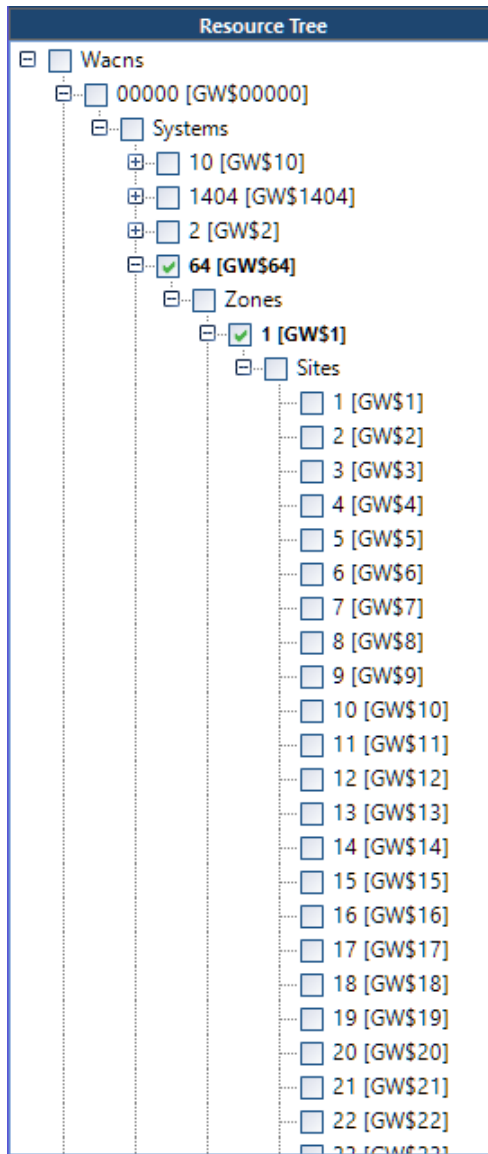 Resource Tree
Wacns
00000 [GW$00000]
Systems
10 [GW$10]
1404 [GW$1404]
2 [GW$2]
64 [GW$64]
Zones
1 [GW$1]
Sites
1 [GW$1]
2 [GW$2]
3 [GW$3]
4 [GW$4]
5 [GW$5]
6 [GW$6]
7 [GW$7]
8 [GW$8]
9 [GW$9]
10 [GW$10]
11 [GW$11]
12 [GW$12]
13 [GW$13]
14 [GW$14]
15 [GW$15]
16 [GW$16]
17 [GW$17]
18 [GW$18]
19 [GW$19]
20 [GW$20]
21 [GW$21]
22 [GW$22]